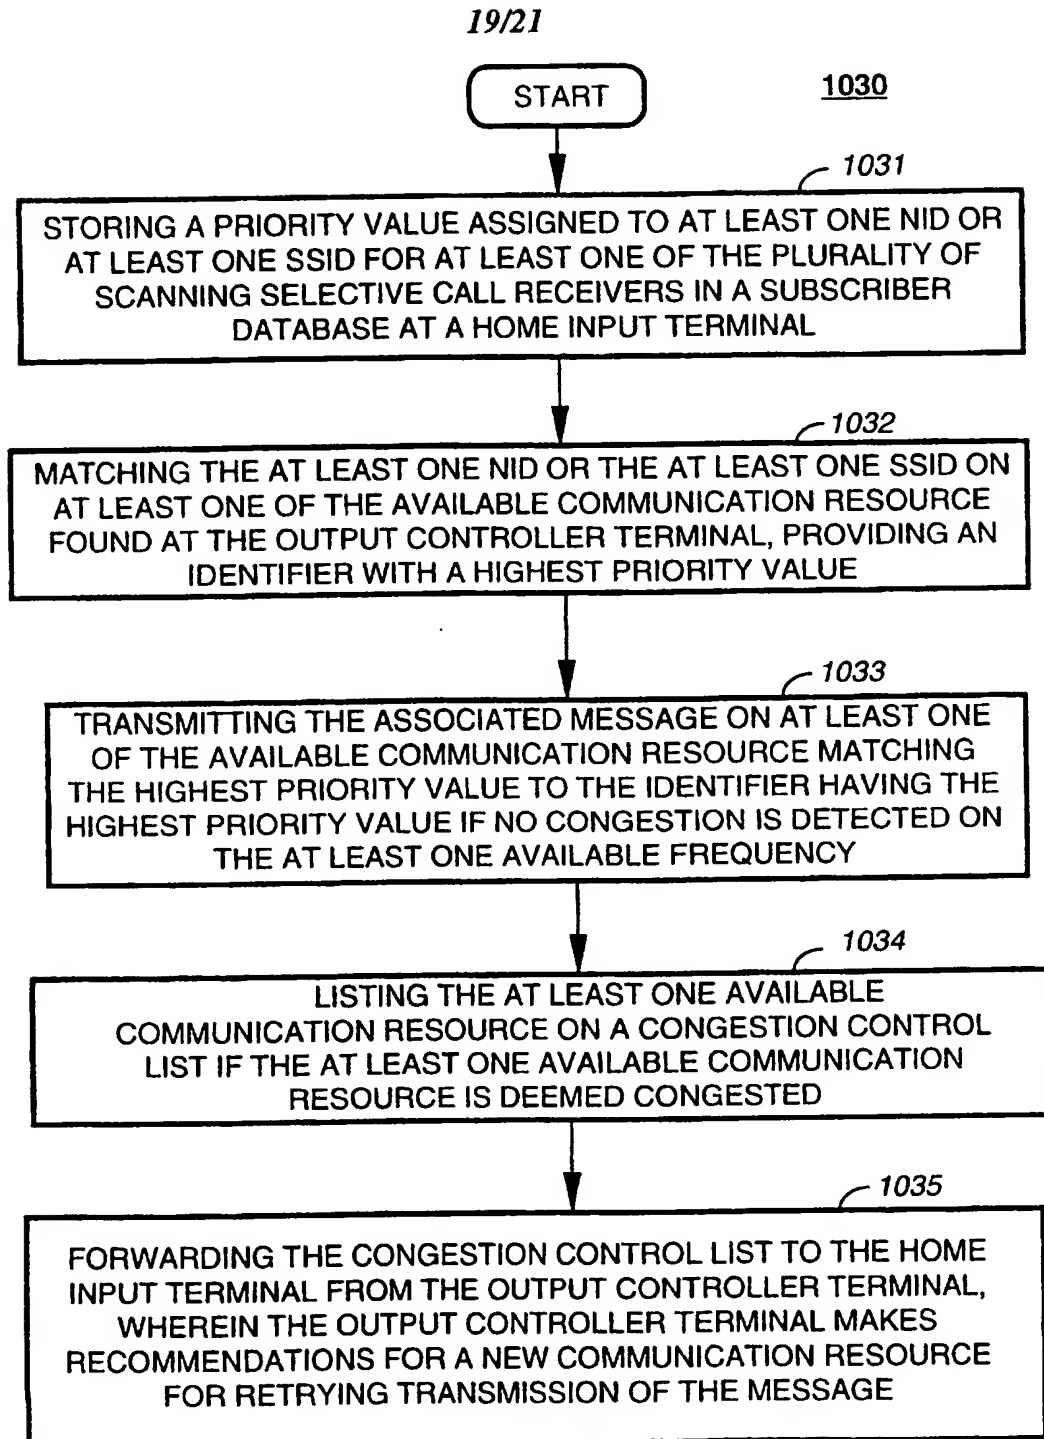 19/21
START
1030
1031
STORING A PRIORITY VALUE ASSIGNED TO AT LEAST ONE NID OR
AT LEAST ONE SSID FOR AT LEAST ONE OF THE PLURALITY OF
SCANNING SELECTIVE CALL RECEIVERS IN A SUBSCRIBER
DATABASE AT A HOME INPUT TERMINAL
1032
MATCHING THE AT LEAST ONE NID OR THE AT LEAST ONE SSID ON
AT LEAST ONE OF THE AVAILABLE COMMUNICATION RESOURCE
FOUND AT THE OUTPUT CONTROLLER TERMINAL, PROVIDING AN
IDENTIFIER WITH A HIGHEST PRIORITY VALUE
1033
TRANSMITTING THE ASSOCIATED MESSAGE ON AT LEAST ONE
OF THE AVAILABLE COMMUNICATION RESOURCE MATCHING
THE HIGHEST PRIORITY VALUE TO THE IDENTIFIER HAVING THE
HIGHEST PRIORITY VALUE IF NO CONGESTION IS DETECTED ON
THE AT LEAST ONE AVAILABLE FREQUENCY
1034
LISTING THE AT LEAST ONE AVAILABLE
COMMUNICATION RESOURCE ON A CONGESTION CONTROL
LIST IF THE AT LEAST ONE AVAILABLE COMMUNICATION
RESOURCE IS DEEMED CONGESTED
1035
FORWARDING THE CONGESTION CONTROL LIST TO THE HOME
INPUT TERMINAL FROM THE OUTPUT CONTROLLER TERMINAL,
WHEREIN THE OUTPUT CONTROLLER TERMINAL MAKES
RECOMMENDATIONS FOR A NEW COMMUNICATION RESOURCE
FOR RETRYING TRANSMISSION OF THE MESSAGE